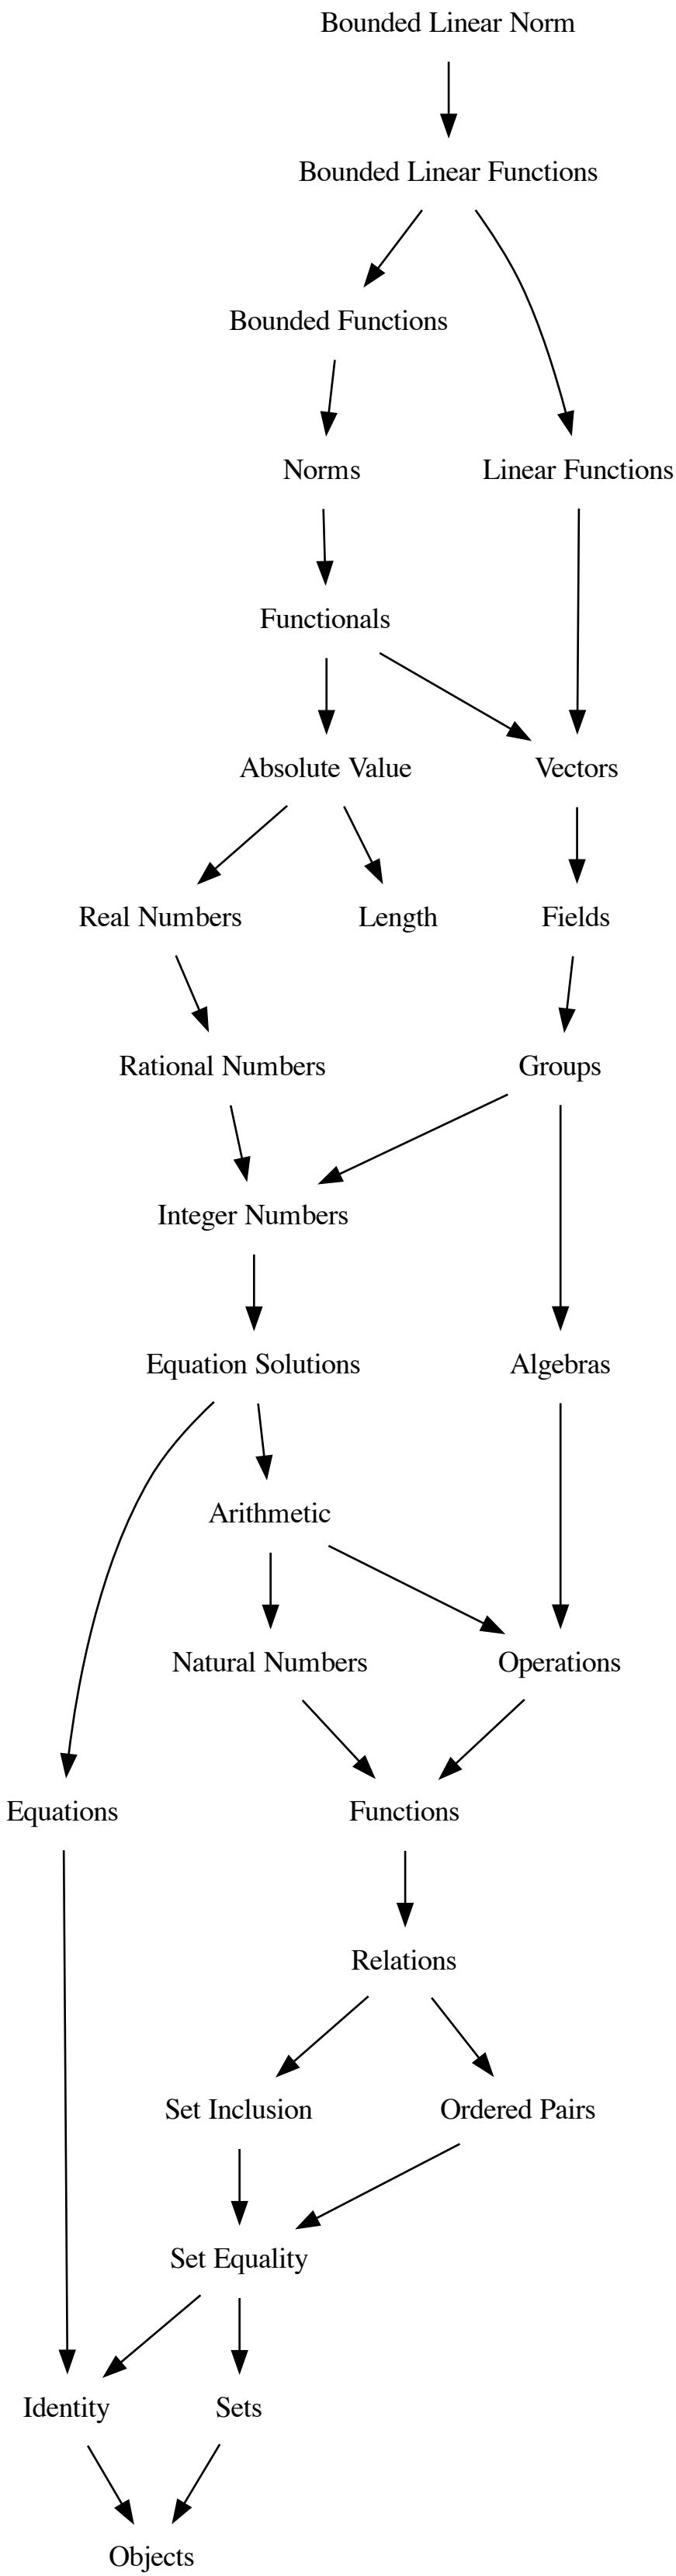 Bounded Linear Norm
Bounded Linear Functions
Bounded Functions
Norms
Linear Functions
Functionals
Absolute Value
Vectors
Real Numbers
Length
Fields
Rational Numbers
Groups
Integer Numbers
Equation Solutions
Algebras
Arithmetic
Natural Numbers
Operations
Equations
Functions
Relations
Set Inclusion
Ordered Pairs
Set Equality
Identity
Sets
Objects